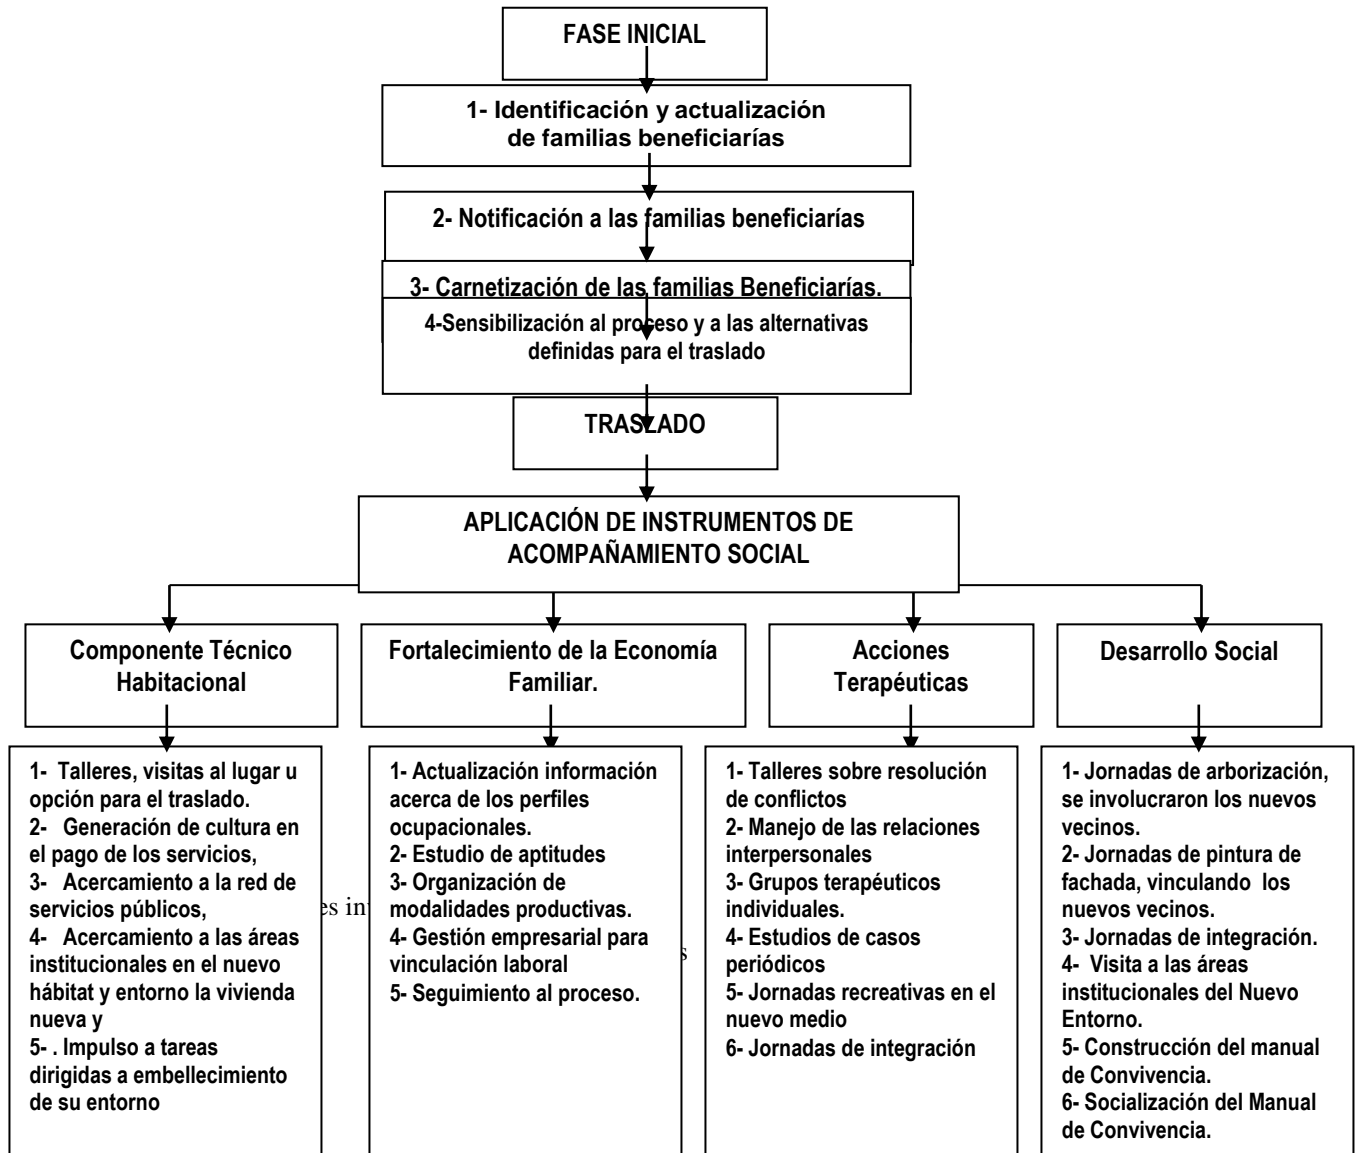 FASE INICIAL
1- Identificación y actualización
de familias beneficiarías
2- Notificación a las familias beneficiarías
3- Carnetización de las familias Beneficiarías.
4-Sensibilización al proceso y a las alternativas
definidas para el traslado
TRASLADO
APLICACIÓN DE INSTRUMENTOS DE
ACOMPAÑAMIENTO SOCIAL
Componente Técnico
Habitacional
1- Talleres, visitas al lugar u
opción para el traslado.
2- Generación de cultura en
el pago de los servicios,
3- Acercamiento a la red de
servicios públicos,
4- Acercamiento a las áreas
institucionales en el nuevo
hábitat y entorno la vivienda
nueva y
5- . Impulso a tareas
dirigidas a embellecimiento
de su entorno
Fortalecimiento de la Economía
Familiar.
1- Actualización información
acerca de los perfiles
ocupacionales.
2- Estudio de aptitudes
3- Organización de
modalidades productivas.
4- Gestión empresarial para
vinculación laboral
5- Seguimiento al proceso.
Acciones
Terapéuticas
1- Talleres sobre resolución
de conflictos
2- Manejo de las relaciones
interpersonales
3- Grupos terapéuticos
individuales.
4- Estudios de casos
periódicos
5- Jornadas recreativas en el
nuevo medio
6- Jornadas de integración
Desarrollo Social
1- Jornadas de arborización,
se involucraron los nuevos
vecinos.
2- Jornadas de pintura de
fachada, vinculando los
nuevos vecinos.
3- Jornadas de integración.
4- Visita a las áreas
institucionales del Nuevo
Entorno.
5- Construcción del manual
de Convivencia.
6- Socialización del Manual
de Convivencia.